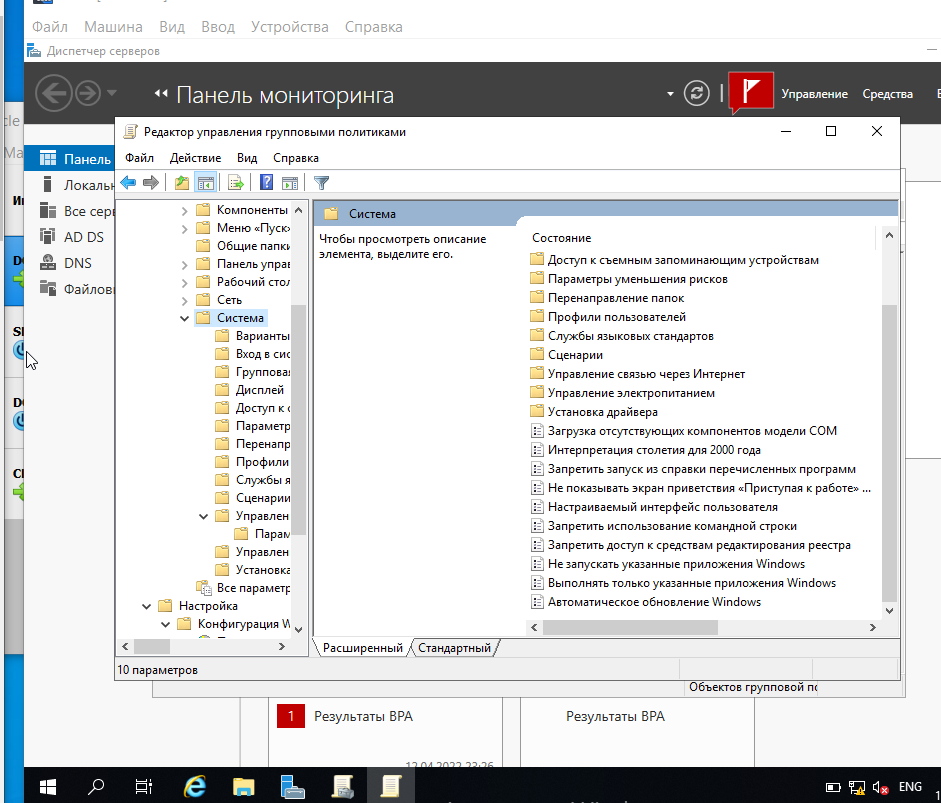 Файл Машина Вид Ввод Устройства Справка
Диспетчер серверов
Панель мониторинга
Управление Средства
Редактор управления групповыми политиками
Файл Действие Вид Справка
Панель
Локальн
Все сер
AD DS
DNS
Файлов
Компоненты
Меню «Пуск»
Общие папки
Панель управ
Рабочий стол
Сеть
Система
Варианты
Вход в сис
Групповая
Дисплей
Доступ к с
Параметр
Перенапр
Профили
Службы я
Сценарии
Управлен
Парам
Управлен
Установка
Все параметр
Настройка
Конфигурация W
Система
Чтобы просмотреть описание
элемента, выделите его.
Состояние
Доступ к съемным запоминающим устройствам
Параметры уменьшения рисков
Перенаправление папок
Профили пользователей
Службы языковых стандартов
Сценарии
Управление связью через Интернет
Управление электропитанием
Установка драйвера
Загрузка отсутствующих компонентов модели COM
Интерпретация столетия для 2000 года
Запретить запуск из справки перечисленных программ
Не показывать экран приветствия «Приступая к работе» ...
Настраиваемый интерфейс пользователя
Запретить использование командной строки
Запретить доступ к средствам редактирования реестра
Не запускать указанные приложения Windows
Выполнять только указанные приложения Windows
Автоматическое обновление Windows
Расширенный Стандартный
10 параметров
Объектов групповой по
1 Результаты BPA
Результаты BPA
12.04.2022 23:26
ENG